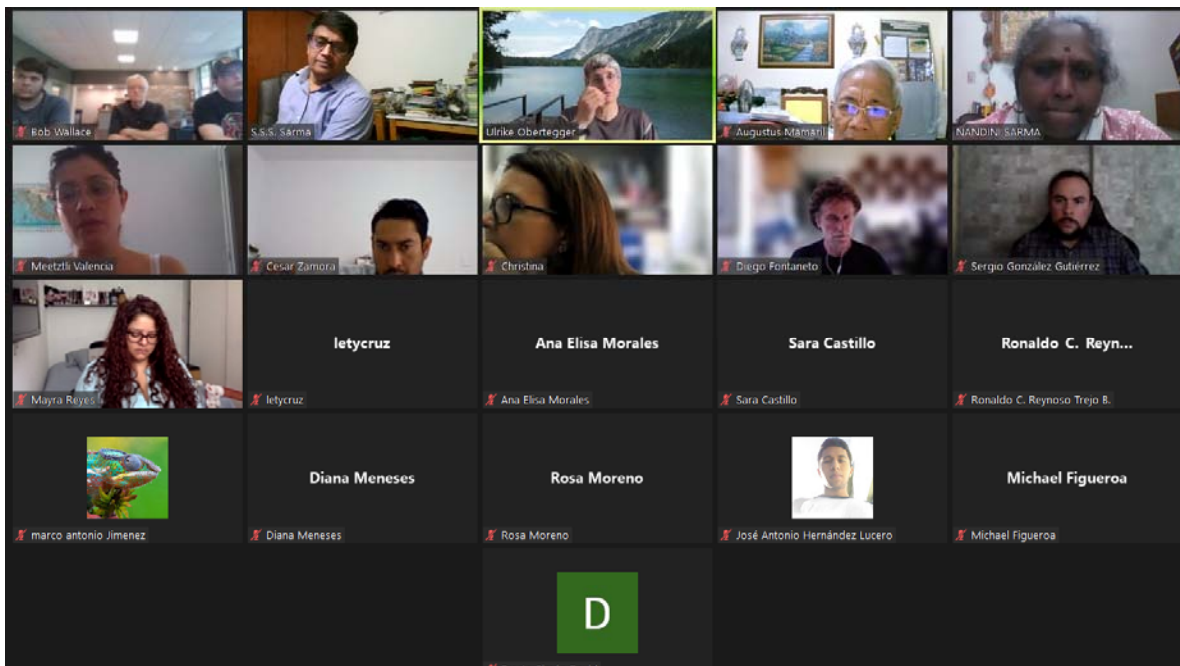 Bob Wallace
S.S.S. Sarma
Ulrike Obertegger
Augustus Mamaril
NANDINI SARMA
Meetztli Valencia
Cesar Zamora
Christina
Diego Fontaneto
Sergio González Gutiérrez
Mayra Reyes
letycruz
letycruz
Ana Elisa Morales
Ana Elisa Morales
Sara Castillo
Sara Castillo
Ronaldo C. Reyn...
Ronaldo C. Reynoso Trejo B.
marco antonio Jimenez
Diana Meneses
Diana Meneses
Rosa Moreno
Rosa Moreno
José Antonio Hernández Lucero
Michael Figueroa
Michael Figueroa
D